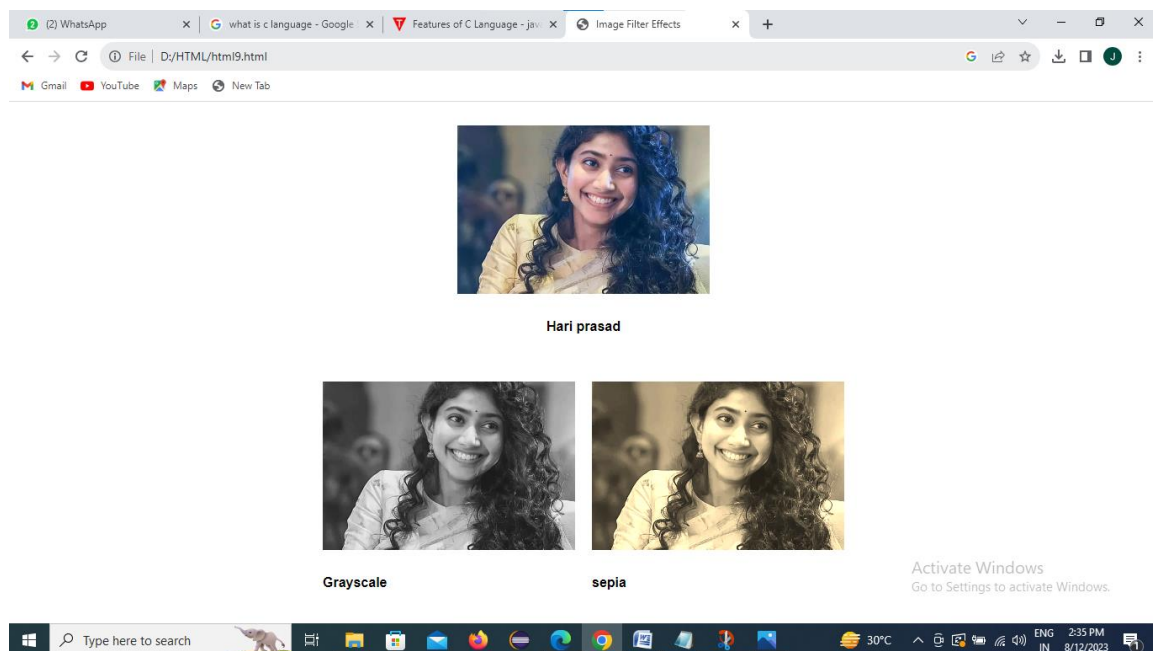 (2) WhatsApp
what is c language - Google
Features of C Language - jav
Image Filter Effects
File | D:/HTML/html9.html
Gmail YouTube Maps New Tab
Hari prasad
Grayscale sepia
Activate Windows
Go to Settings to activate Windows.
Type here to search
30°C
ENG
IN
2:35 PM
8/12/2023